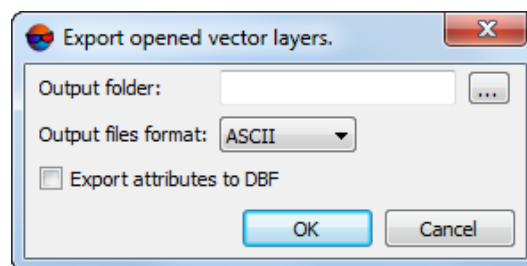 Export opened vector layers.
Output folder:
...
Output files format: ASCII
Export attributes to DBF
OK Cancel